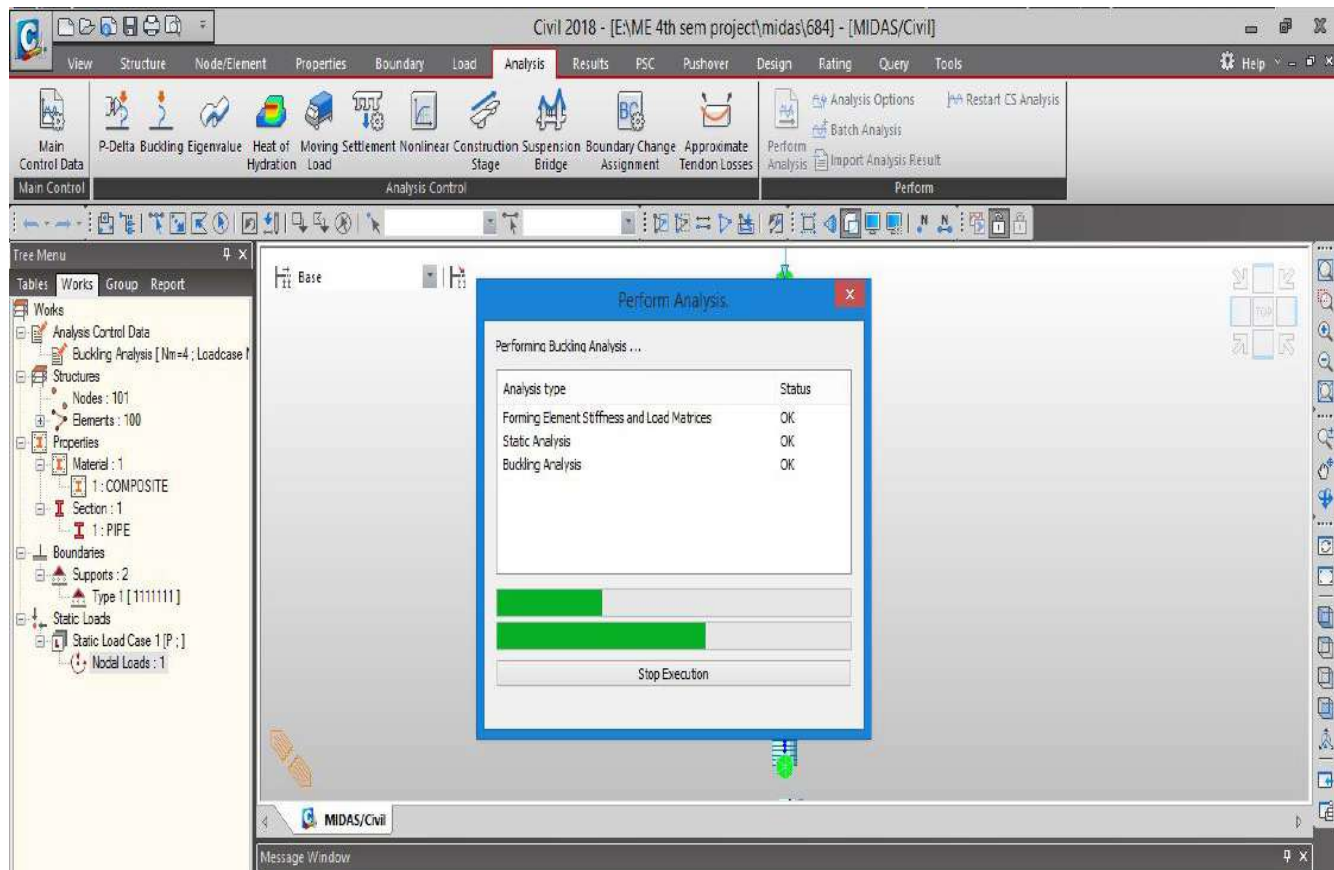 Civil 2018 - [E:\ME 4th sem project\midas\684] - [MIDAS/Civil]
View Structure Node/Element Properties Boundary Load Analysis Results PSC Pushover Design Rating Query Tools Help
Main Control Data
P-Delta Buckling Eigenvalue Heat of Hydration Moving Load Settlement Nonlinear Construction Stage Suspension Bridge Boundary Change Assignment Approximate Tendon Losses
Perform Analysis
Analysis Options
Restart CS Analysis
Batch Analysis
Import Analysis Result
Main Control Analysis Control Perform
Tree Menu
Tables Works Group Report
Works
Analysis Control Data
Buckling Analysis [ Nm=4 ; Loadcase N
Structures
Nodes : 101
Elements : 100
Properties
Material : 1
1 : COMPOSITE
Section : 1
1 : PIPE
Boundaries
Supports : 2
Type 1 [ 1111111 ]
Static Loads
Static Load Case 1 [P ; ]
Nodal Loads : 1
Base
TOP
Perform Analysis.
Performing Buckling Analysis ...
Analysis type Status
Forming Element Stiffness and Load Matrices OK
Static Analysis OK
Buckling Analysis OK
Stop Execution
MIDAS/Civil
Message Window